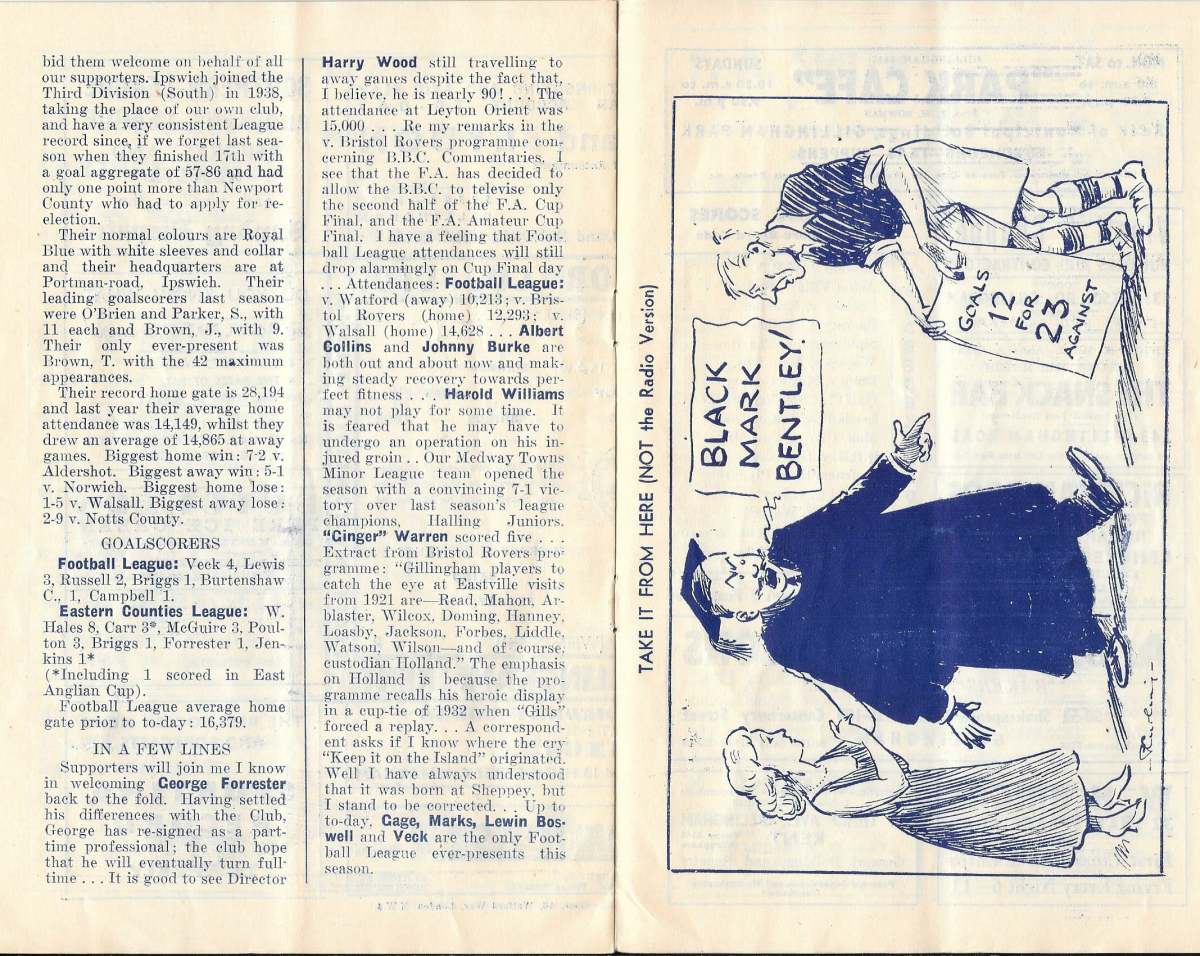 bid them welcome on behalf of all
our supporters. Ipswich joined the
Third Division (South) in 1938,
taking the place of our own club,
and have a very consistent League
record since, if we forget last sea-
son when they finished 17th with
a goal aggregate of 57-86 and had
only one point more than Newport
County who had to apply for re-
election.
Their normal colours are Royal
Blue with white sleeves and collar
and their headquarters are at
Portman-road, Ipswich. Their
leading goalscorers last season
were O'Brien and Parker, S., with
11 each and Brown, J., with 9.
Their only ever-present was
Brown, T. with the 42 maximum
appearances.
Their record home gate is 28,194
and last year their average home
attendance was 14,149, whilst they
drew an average of 14,865 at away
games. Biggest home win: 7-2 v.
Aldershot. Biggest away win: 5-1
v. Norwich. Biggest home lose:
1-5 v. Walsall. Biggest away lose:
2-9 v. Notts County.
GOALSCORERS
Football League: Veck 4, Lewis
3, Russell 2, Briggs 1, Burtenshaw
C., 1, Campbell 1.
Eastern Counties League: W.
Hales 8, Carr 3*, McGuire 3, Poul-
ton 3, Briggs 1, Forrester 1, Jen-
kins 1*
(*Including 1 scored in East
Anglian Cup).
Football League average home
gate prior to to-day: 16,379.
IN A FEW LINES
Supporters will join me I know
in welcoming George Forrester
back to the fold. Having settled
his differences with the Club,
George has re-signed as a part-
time professional; the club hope
that he will eventually turn full-
time . . . It is good to see Director
Harry Wood still travelling to
away games despite the fact that,
I believe, he is nearly 90! . . . The
attendance at Leyton Orient was
15,000 . . . Re my remarks in the
v. Bristol Rovers programme con-
cerning B.B.C. Commentaries. I
see that the F.A. has decided to
allow the B.B.C. to televise only
the second half of the F.A. Cup
Final, and the F.A. Amateur Cup
Final. I have a feeling that Foot-
ball League attendances will still
drop alarmingly on Cup Final day
. . . Attendances: Football League:
v. Watford (away) 10,213; v. Bris-
tol Rovers (home) 12,293; v.
Walsall (home) 14,628 . . . Albert
Collins and Johnny Burke are
both out and about now and mak-
ing steady recovery towards per-
fect fitness . . . Harold Williams
may not play for some time. It
is feared that he may have to
undergo an operation on his in-
jured groin . . Our Medway Towns
Minor League team opened the
season with a convincing 7-1 vic-
tory over last season's league
champions, Halling Juniors.
"Ginger" Warren scored five . . .
Extract from Bristol Rovers pro-
gramme: "Gillingham players to
catch the eye at Eastville visits
from 1921 are—Read, Mahon, Ar-
blaster, Wilcox, Doming, Hanney,
Loasby, Jackson, Forbes, Liddle,
Watson, Wilson—and of course,
custodian Holland." The emphasis
on Holland is because the pro-
gramme recalls his heroic display
in a cup-tie of 1932 when "Gills"
forced a replay. . . A correspond-
ent asks if I know where the cry
"Keep it on the Island" originated.
Well I have always understood
that it was born at Sheppey, but
I stand to be corrected. . . Up to
to-day, Gage, Marks, Lewin Bos-
well and Veck are the only Foot-
ball League ever-presents this
season.
TAKE IT FROM HERE (NOT the Radio Version)
BLACK
MARK
BENTLEY!
GOALS
12
FOR
23
AGAINST